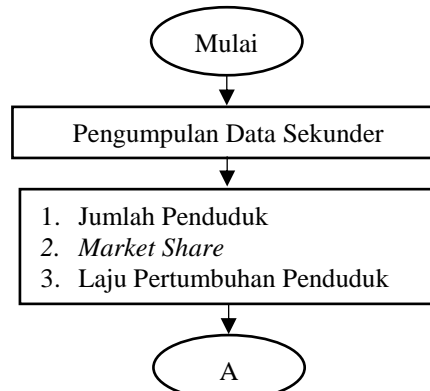 Mulai
Pengumpulan Data Sekunder
1. Jumlah Penduduk
2. Market Share
3. Laju Pertumbuhan Penduduk
A